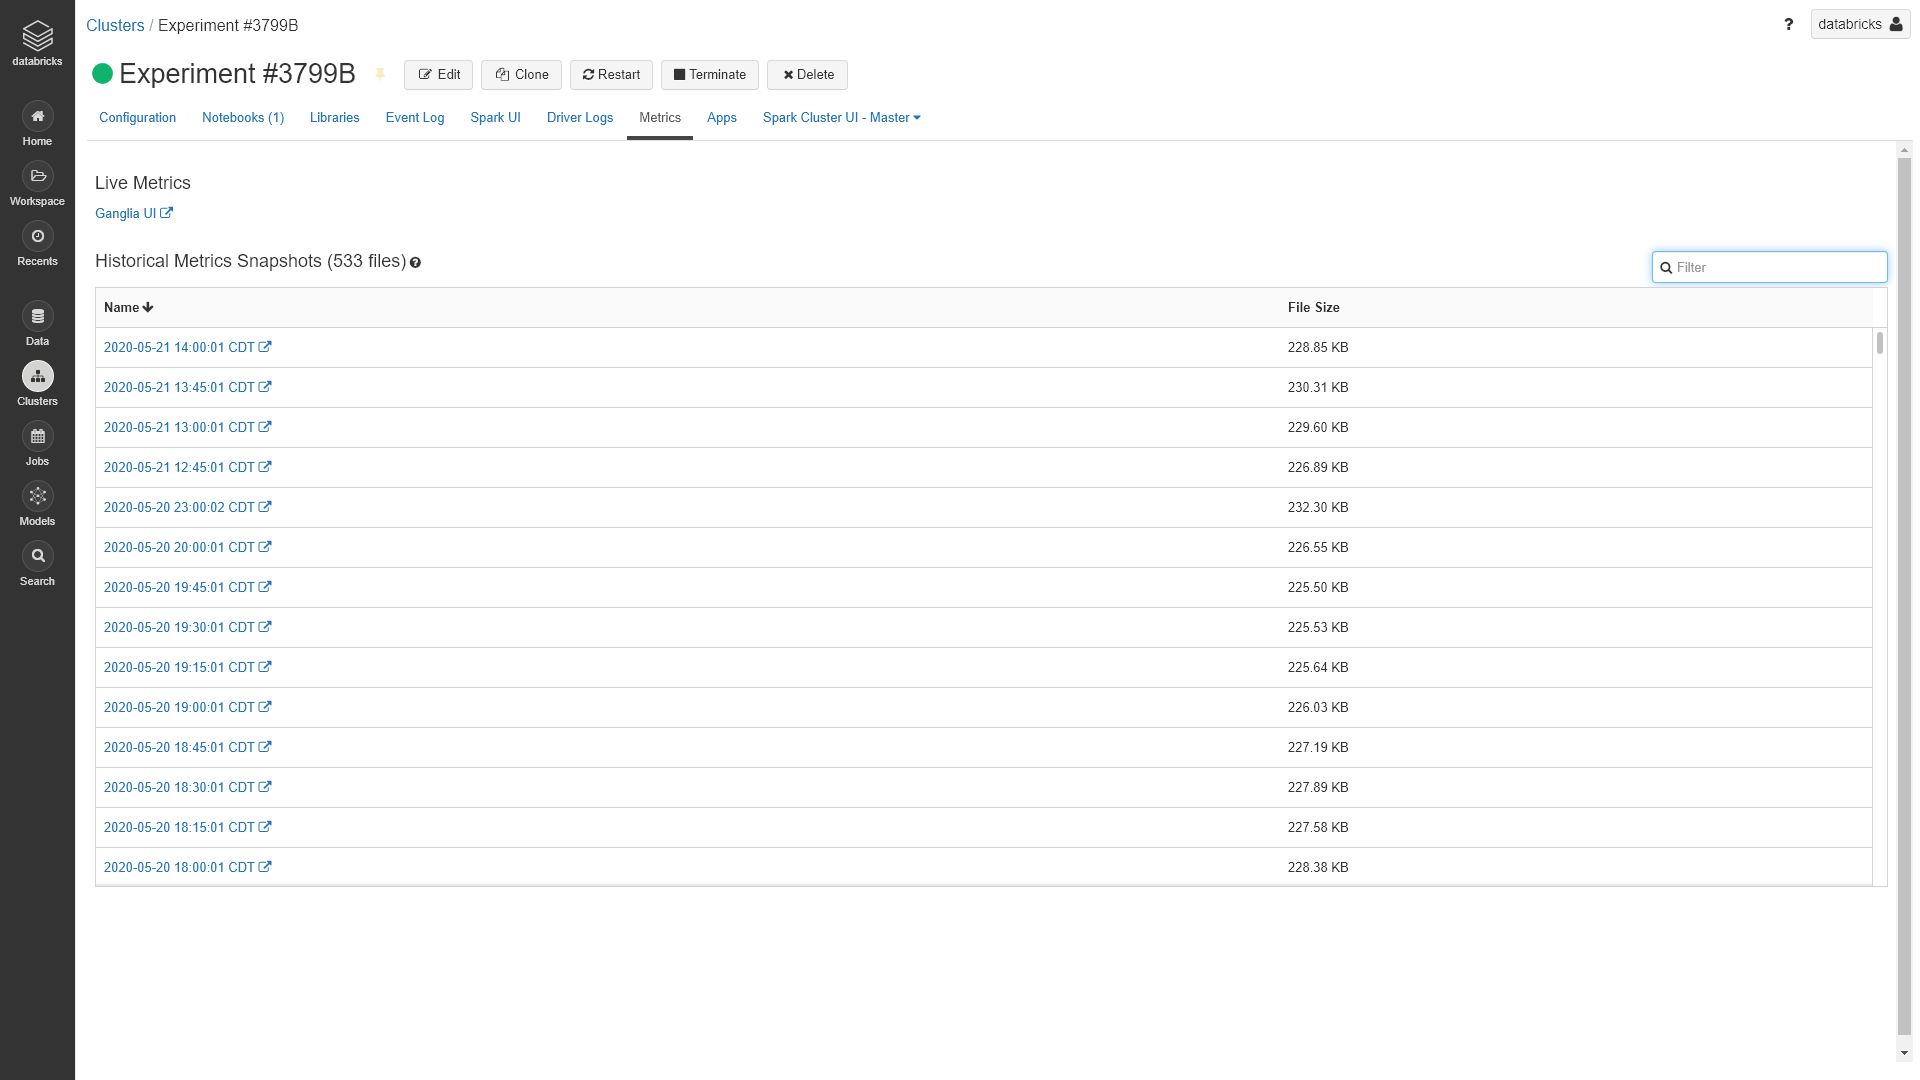 databricks
Home
Workspace
Recents
Data
Clusters
Jobs
Models
Search
Clusters / Experiment #3799B
? databricks
Experiment #3799B Edit Clone Restart Terminate Delete
Configuration Notebooks (1) Libraries Event Log Spark UI Driver Logs Metrics Apps Spark Cluster UI - Master
Live Metrics
Ganglia UI
Historical Metrics Snapshots (533 files) ?
Filter
Name File Size
2020-05-21 14:00:01 CDT 228.85 KB
2020-05-21 13:45:01 CDT 230.31 KB
2020-05-21 13:00:01 CDT 229.60 KB
2020-05-21 12:45:01 CDT 226.89 KB
2020-05-20 23:00:02 CDT 232.30 KB
2020-05-20 20:00:01 CDT 226.55 KB
2020-05-20 19:45:01 CDT 225.50 KB
2020-05-20 19:30:01 CDT 225.53 KB
2020-05-20 19:15:01 CDT 225.64 KB
2020-05-20 19:00:01 CDT 226.03 KB
2020-05-20 18:45:01 CDT 227.19 KB
2020-05-20 18:30:01 CDT 227.89 KB
2020-05-20 18:15:01 CDT 227.58 KB
2020-05-20 18:00:01 CDT 228.38 KB